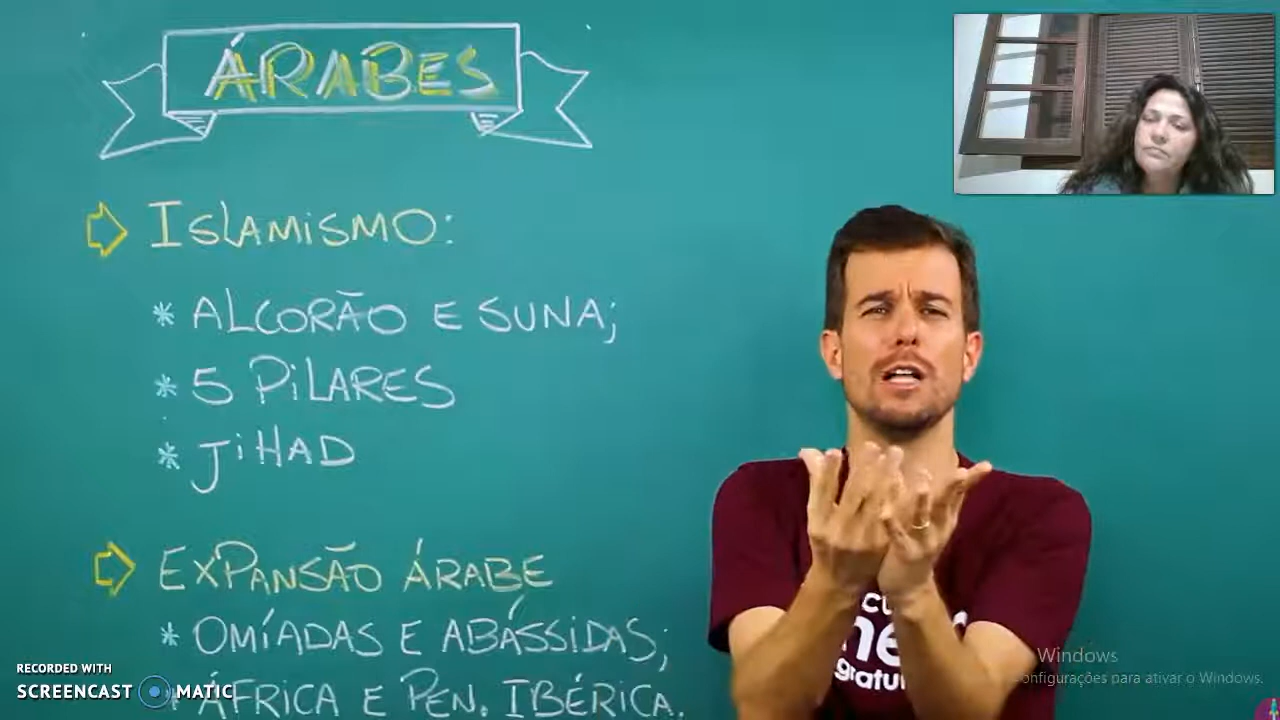 ÁRABES
ISLAMISMO:
* ALCORÃO E SUNA;
* 5 PILARES
* JIHAD
EXPANSÃO ÁRABE
* OMÍADAS E ABÁSSIDAS;
* ÁFRICA E PEN. IBÉRICA.
RECORDED WITH
SCREENCAST MATIC
Windows
onfigurações para ativar o Windows.